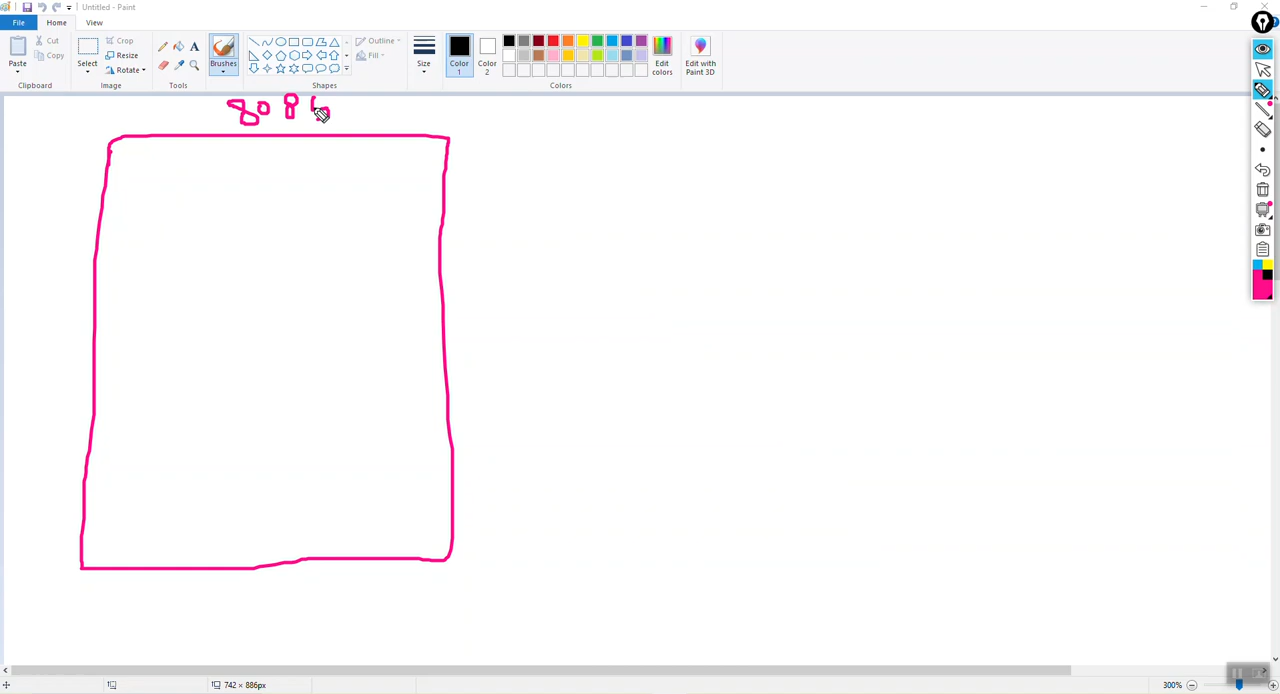 Untitled - Paint
File Home View
Paste
Cut
Copy
Clipboard
Select
Crop
Resize
Rotate
Image
Tools
Brushes
Shapes
Outline
Fill
Size
Color 1
Color 2
Edit colors
Colors
Edit with Paint 3D
8086
742 × 886px
300%